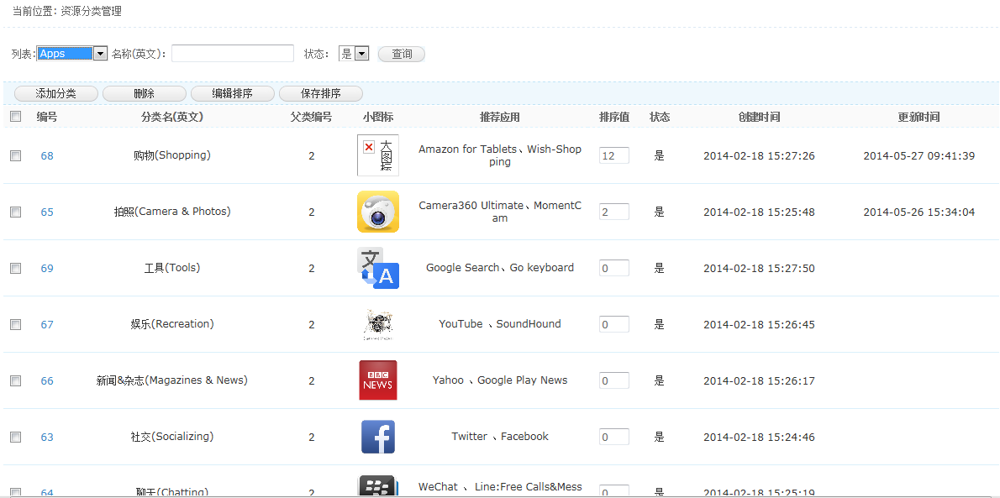 当前位置：资源分类管理
列表: Apps 名称(英文)： 状态： 是 查询
添加分类 删除 编辑排序 保存排序
编号 分类名(英文) 父类编号 小图标 推荐应用 排序值 状态 创建时间 更新时间
68 购物(Shopping) 2 大图标 Amazon for Tablets、Wish-Shop 12 是 2014-02-18 15:27:26 2014-05-27 09:41:39
ping
65 拍照(Camera & Photos) 2 Camera360 Ultimate、MomentC 2 是 2014-02-18 15:25:48 2014-05-26 15:34:04
am
69 工具(Tools) 2 文 A Google Search、Go keyboard 0 是 2014-02-18 15:27:50
67 娱乐(Recreation) 2 YouTube 、SoundHound 0 是 2014-02-18 15:26:45
66 新闻&杂志(Magazines & News) 2 BBC NEWS Yahoo 、Google Play News 0 是 2014-02-18 15:26:17
63 社交(Socializing) 2 f Twitter 、Facebook 0 是 2014-02-18 15:24:46
64 聊天(Chatting) 2 WeChat 、 Line:Free Calls&Mess 0 是 2014-02-18 15:25:19